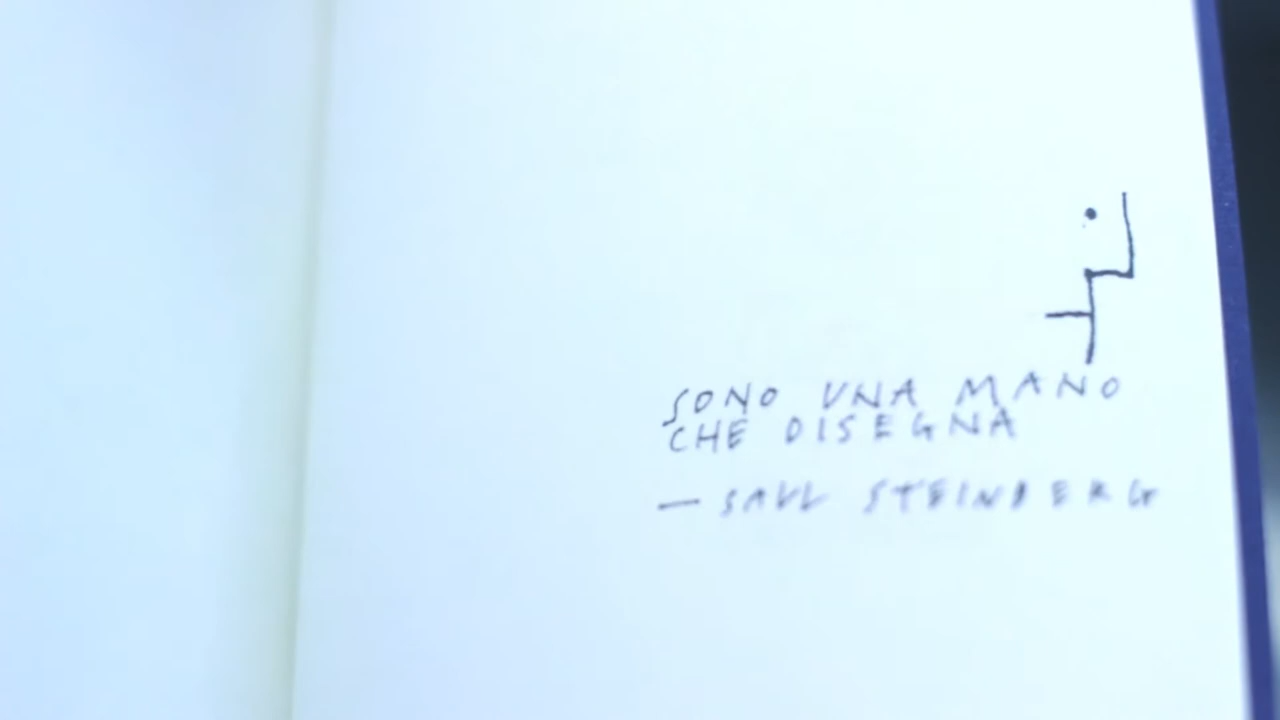 SONO UNA MANO
CHE DISEGNA
— SAUL STEINBERG